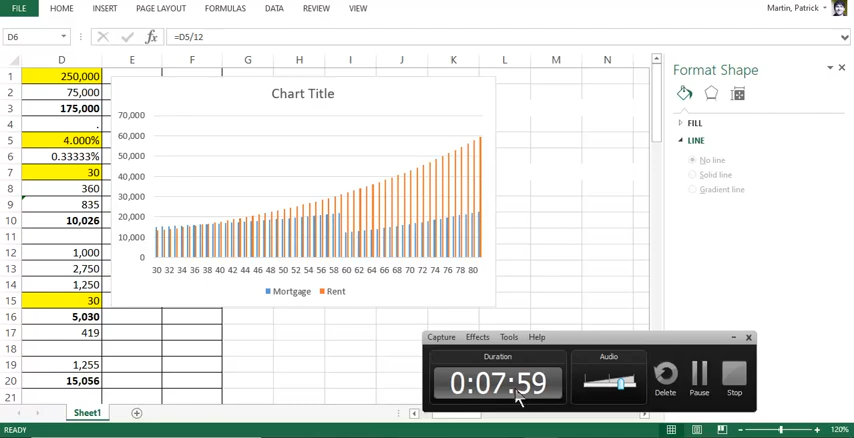 FILE HOME INSERT PAGE LAYOUT FORMULAS DATA REVIEW VIEW Martin, Patrick
D6 fx =D5/12
D E F G H I J K L M N
1 250,000
2 75,000
3 175,000
4 .
5 4.000%
6 0.33333%
7 30
8 360
9 835
10 10,026
11
12 1,000
13 2,750
14 1,250
15 30
16 5,030
17 419
18
19 1,255
20 15,056
21
Chart Title
70,000
60,000
50,000
40,000
30,000
20,000
10,000
0
30 32 34 36 38 40 42 44 46 48 50 52 54 56 58 60 62 64 66 68 70 72 74 76 78 80
Mortgage Rent
Format Shape
FILL
LINE
No line
Solid line
Gradient line
Capture Effects Tools Help
Duration Audio
0:07:59
Delete Pause Stop
Sheet1
READY 120%